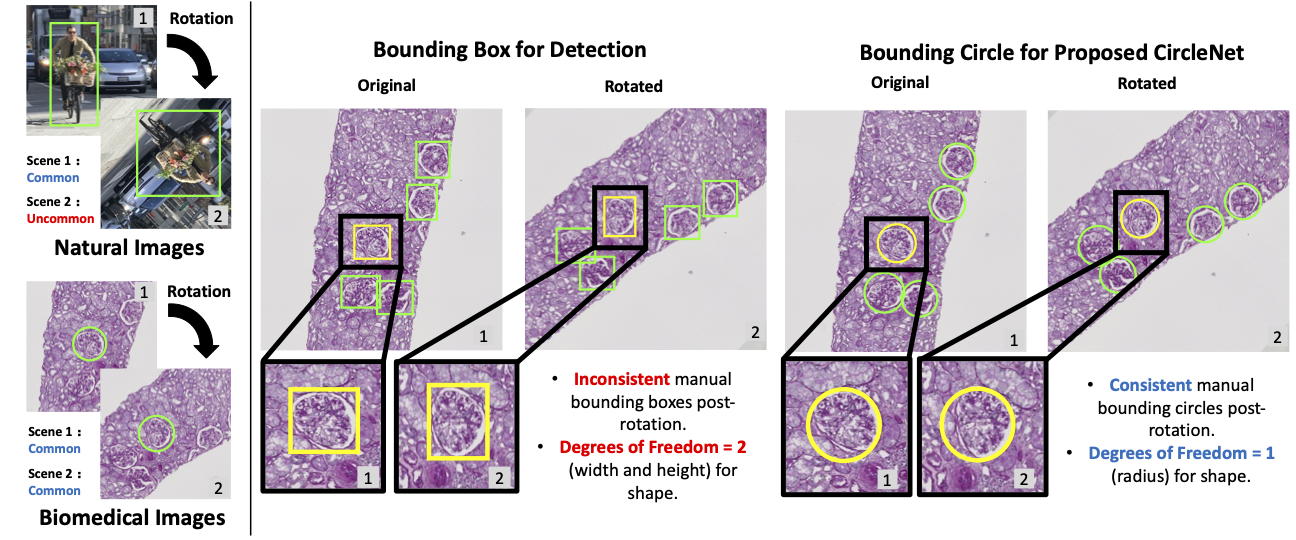 1
Rotation
Scene 1 :
Common
Scene 2 :
Uncommon
2
Natural Images
1
Rotation
Scene 1 :
Common
Scene 2 :
Common
2
Biomedical Images
Bounding Box for Detection
Original
Rotated
1
2
1
2
• Inconsistent manual
bounding boxes post-
rotation.
• Degrees of Freedom = 2
(width and height) for
shape.
Bounding Circle for Proposed CircleNet
Original
Rotated
1
2
1
2
• Consistent manual
bounding circles post-
rotation.
• Degrees of Freedom = 1
(radius) for shape.